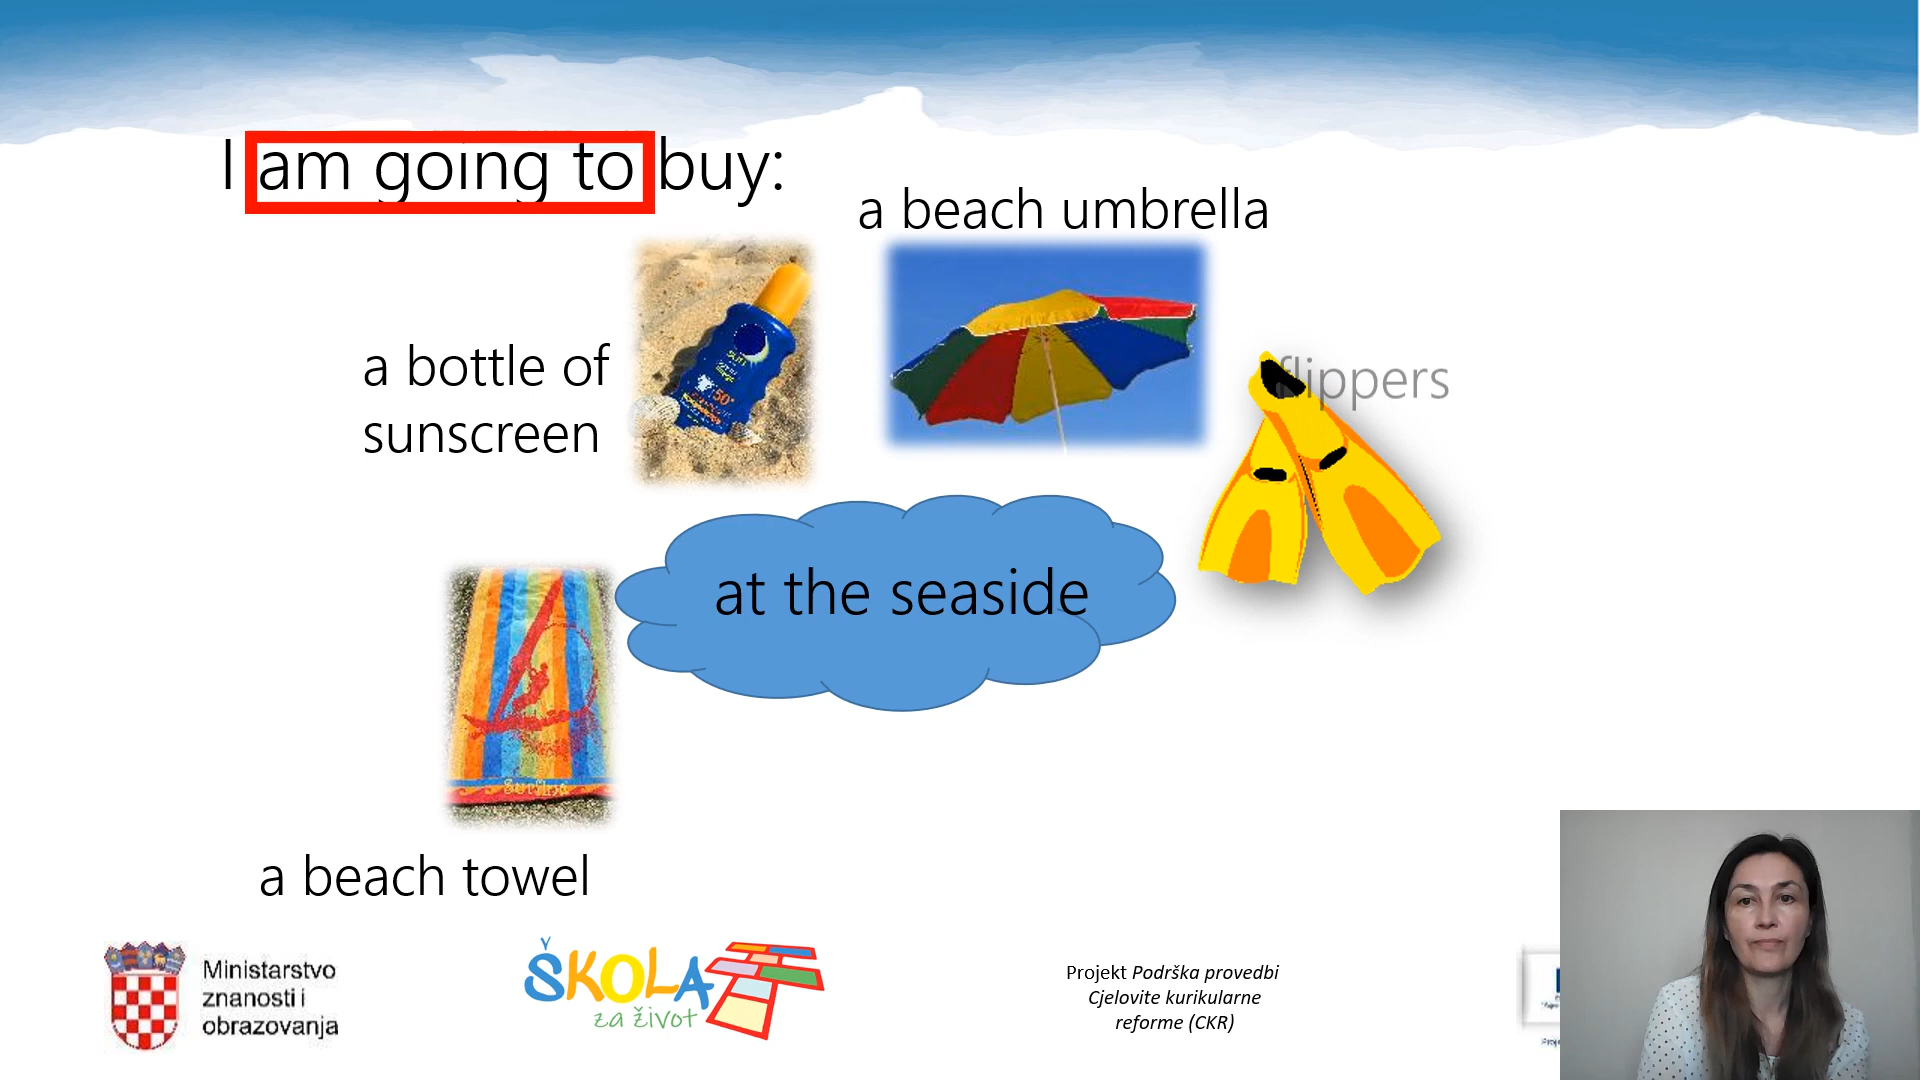 I am going to buy:
a beach umbrella
a bottle of
sunscreen
flippers
at the seaside
a beach towel
Ministarstvo
znanosti i
obrazovanja
ŠKOLA
za život
Projekt Podrška provedbi
Cjelovite kurikularne
reforme (CKR)